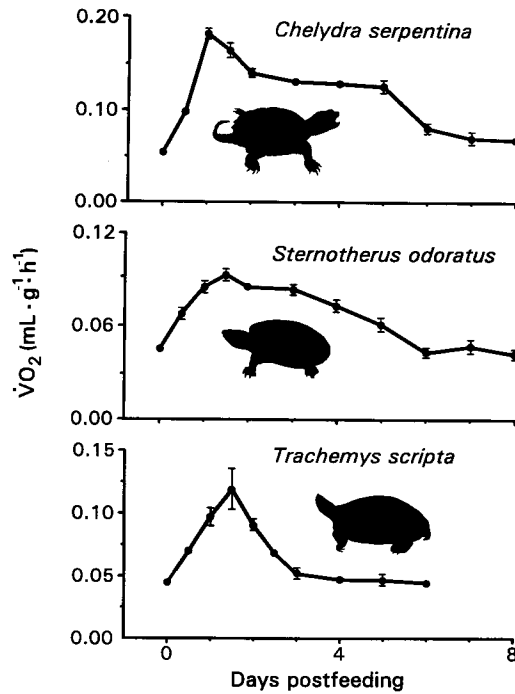 Chelydra serpentina
0.20
0.10
0.00
Sternotherus odoratus
0.12
0.06
0.00
V̇O₂ (mL·g⁻¹h⁻¹)
Trachemys scripta
0.15
0.10
0.05
0.00
0 4 8
Days postfeeding